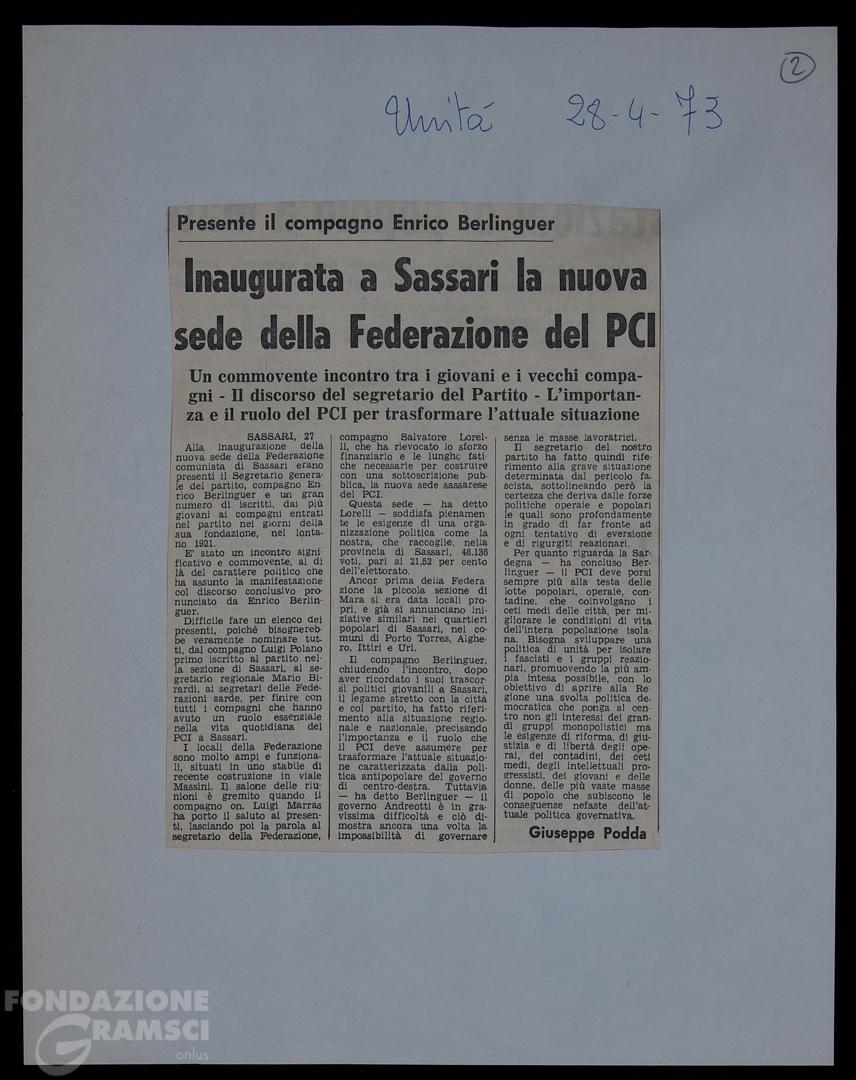 2
Unità 28-4-73
Presente il compagno Enrico Berlinguer
Inaugurata a Sassari la nuova
sede della Federazione del PCI
Un commovente incontro tra i giovani e i vecchi compa-
gni - Il discorso del segretario del Partito - L'importan-
za e il ruolo del PCI per trasformare l'attuale situazione
SASSARI, 27
Alla inaugurazione della
nuova sede della Federazione
comunista di Sassari erano
presenti il Segretario genera-
le del partito, compagno En-
rico Berlinguer e un gran
numero di iscritti, dai più
giovani ai compagni entrati
nel partito nei giorni della
sua fondazione, nel lonta-
no 1921.
E' stato un incontro signi-
ficativo e commovente, al di
là del carattere politico che
ha assunto la manifestazione
col discorso conclusivo pro-
nunciato da Enrico Berlin-
guer.
Difficile fare un elenco dei
presenti, poiché bisognereb-
be veramente nominare tut-
ti, dal compagno Luigi Polano
primo iscritto al partito nel-
la sezione di Sassari, al se-
gretario regionale Mario Bi-
rardi, ai segretari delle Fede-
razioni sarde, per finire con
tutti i compagni che hanno
avuto un ruolo essenziale
nella vita quotidiana del
PCI a Sassari.
I locali della Federazione
sono molto ampi e funziona-
li, situati in uno stabile di
recente costruzione in viale
Massini. Il salone delle riu-
nioni è gremito quando il
compagno on. Luigi Marras
ha porto il saluto ai presen-
ti, lasciando poi la parola al
segretario della Federazione,
compagno Salvatore Lorel-
li, che ha rievocato lo sforzo
finanziario e le lunghe fati-
che necessarie per costruire
con una sottoscrizione pub-
blica, la nuova sede sassarese
del PCI.
Questa sede — ha detto
Lorelli — soddisfa pienamen-
te le esigenze di una orga-
nizzazione politica come la
nostra, che raccoglie, nella
provincia di Sassari, 48.136
voti, pari al 21,52 per cento
dell'elettorato.
Ancor prima della Federa-
zione la piccola sezione di
Mara si era data locali pro-
pri, e già si annunciano ini-
ziative similari nei quartieri
popolari di Sassari, nei co-
muni di Porto Torres, Alghe-
ro, Ittiri e Uri.
Il compagno Berlinguer,
chiudendo l'incontro, dopo
aver ricordato i suoi trascor-
si politici giovanili a Sassari,
il legame stretto con la città
e col partito, ha fatto riferi-
mento alla situazione regio-
nale e nazionale, precisando
l'importanza e il ruolo che
il PCI deve assumere per
trasformare l'attuale situazio-
ne caratterizzata dalla poli-
tica antipopolare del governo
di centro-destra. Tuttavia
— ha detto Berlinguer — il
governo Andreotti è in gra-
vissima difficoltà e ciò di-
mostra ancora una volta la
impossibilità di governare
senza le masse lavoratrici.
Il segretario del nostro
partito ha fatto quindi rife-
rimento alla grave situazione
determinata dal pericolo fa-
scista, sottolineando però la
certezza che deriva dalle forze
politiche operaie e popolari
le quali sono profondamente
in grado di far fronte ad
ogni tentativo di eversione
e di rigurgiti reazionari.
Per quanto riguarda la Sar-
degna — ha concluso Ber-
linguer — il PCI deve porsi
sempre più alla testa delle
lotte popolari, operaie, con-
tadine, che coinvolgano i
ceti medi delle città, per mi-
gliorare le condizioni di vita
dell'intera popolazione isola-
na. Bisogna sviluppare una
politica di unità per isolare
i fascisti e i gruppi reazio-
nari, promuovendo la più am-
pia intesa possibile, con lo
obiettivo di aprire alla Re-
gione una svolta politica de-
mocratica che ponga al cen-
tro non gli interessi dei gran-
di gruppi monopolistici ma
le esigenze di riforma, di giu-
stizia e di libertà degli ope-
rai, dei contadini, dei ceti
medi, degli intellettuali pro-
gressisti, dei giovani e delle
donne, delle più vaste masse
di popolo che subiscono le
conseguenze nefaste dell'at-
tuale politica governativa.
Giuseppe Podda
FONDAZIONE
GRAMSCI
onlus